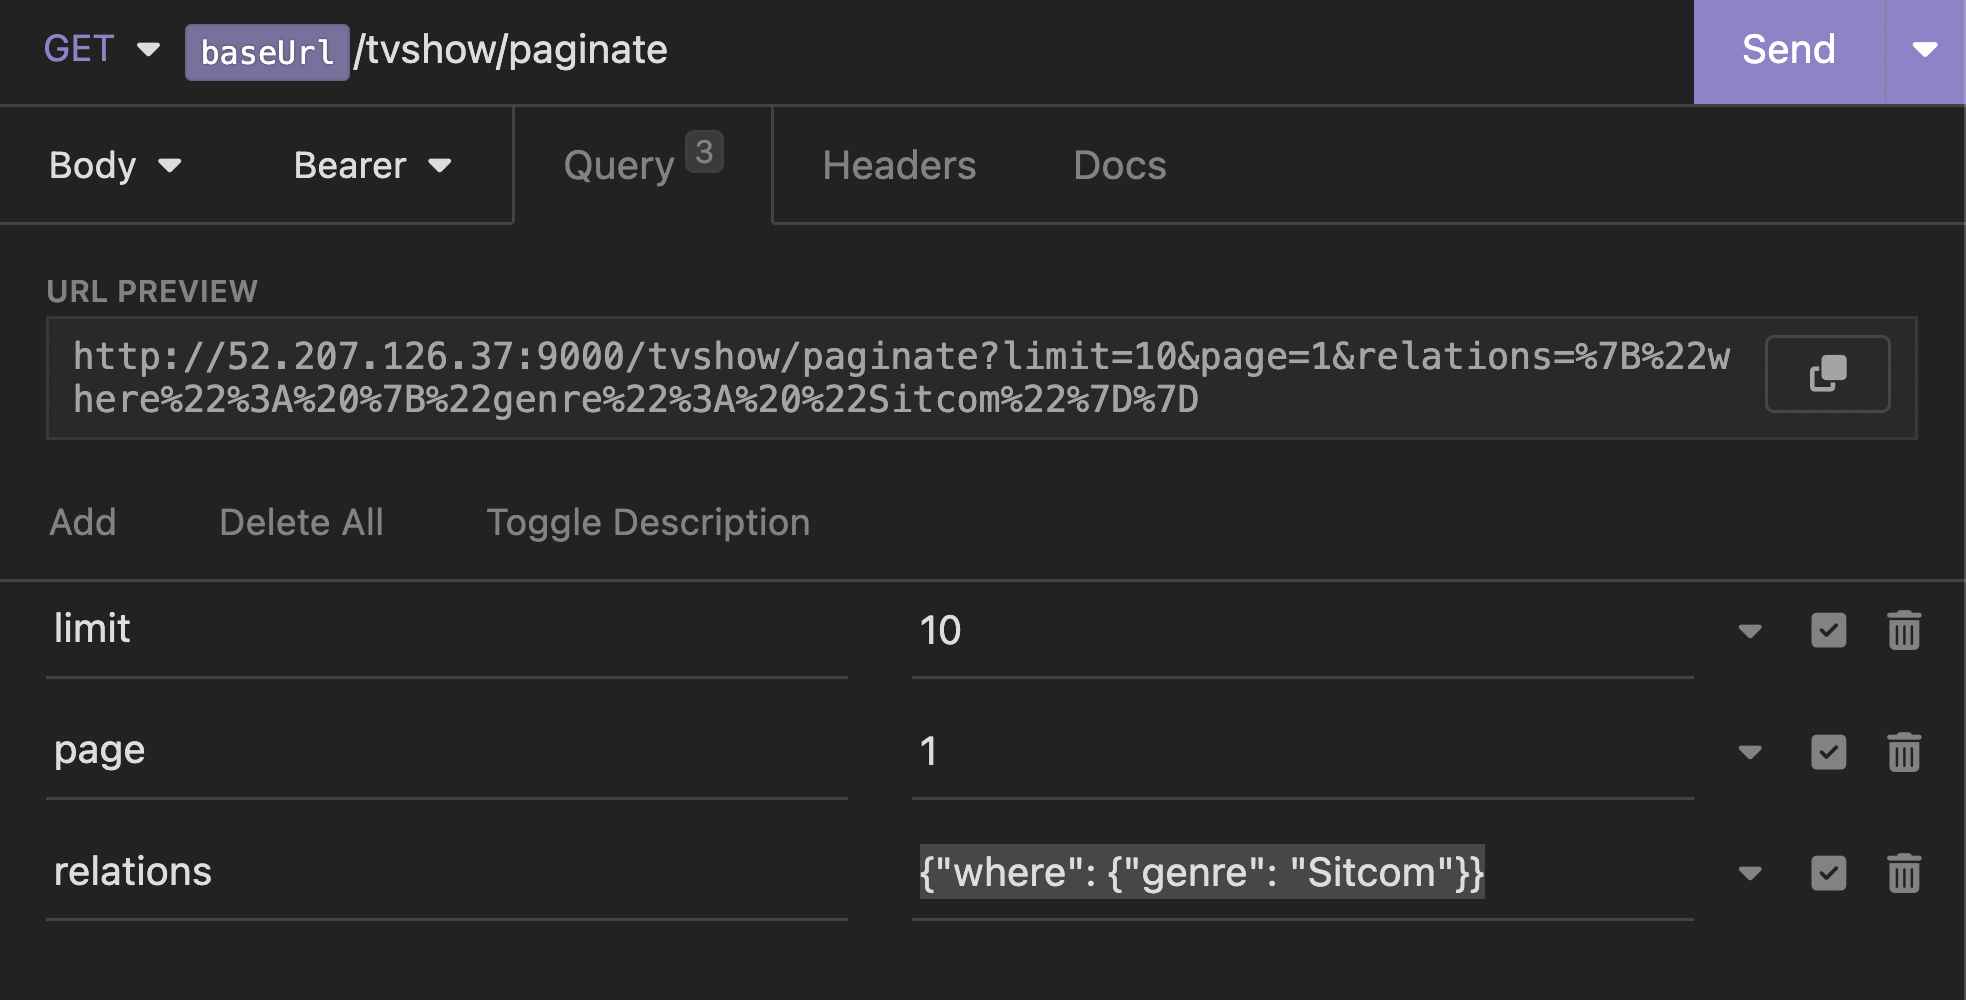 GET baseUrl/tvshow/paginate Send
Body Bearer Query 3 Headers Docs
URL PREVIEW
http://52.207.126.37:9000/tvshow/paginate?limit=10&page=1&relations=%7B%22w
here%22%3A%20%7B%22genre%22%3A%20%22Sitcom%22%7D%7D
Add Delete All Toggle Description
limit 10
page 1
relations {"where": {"genre": "Sitcom"}}